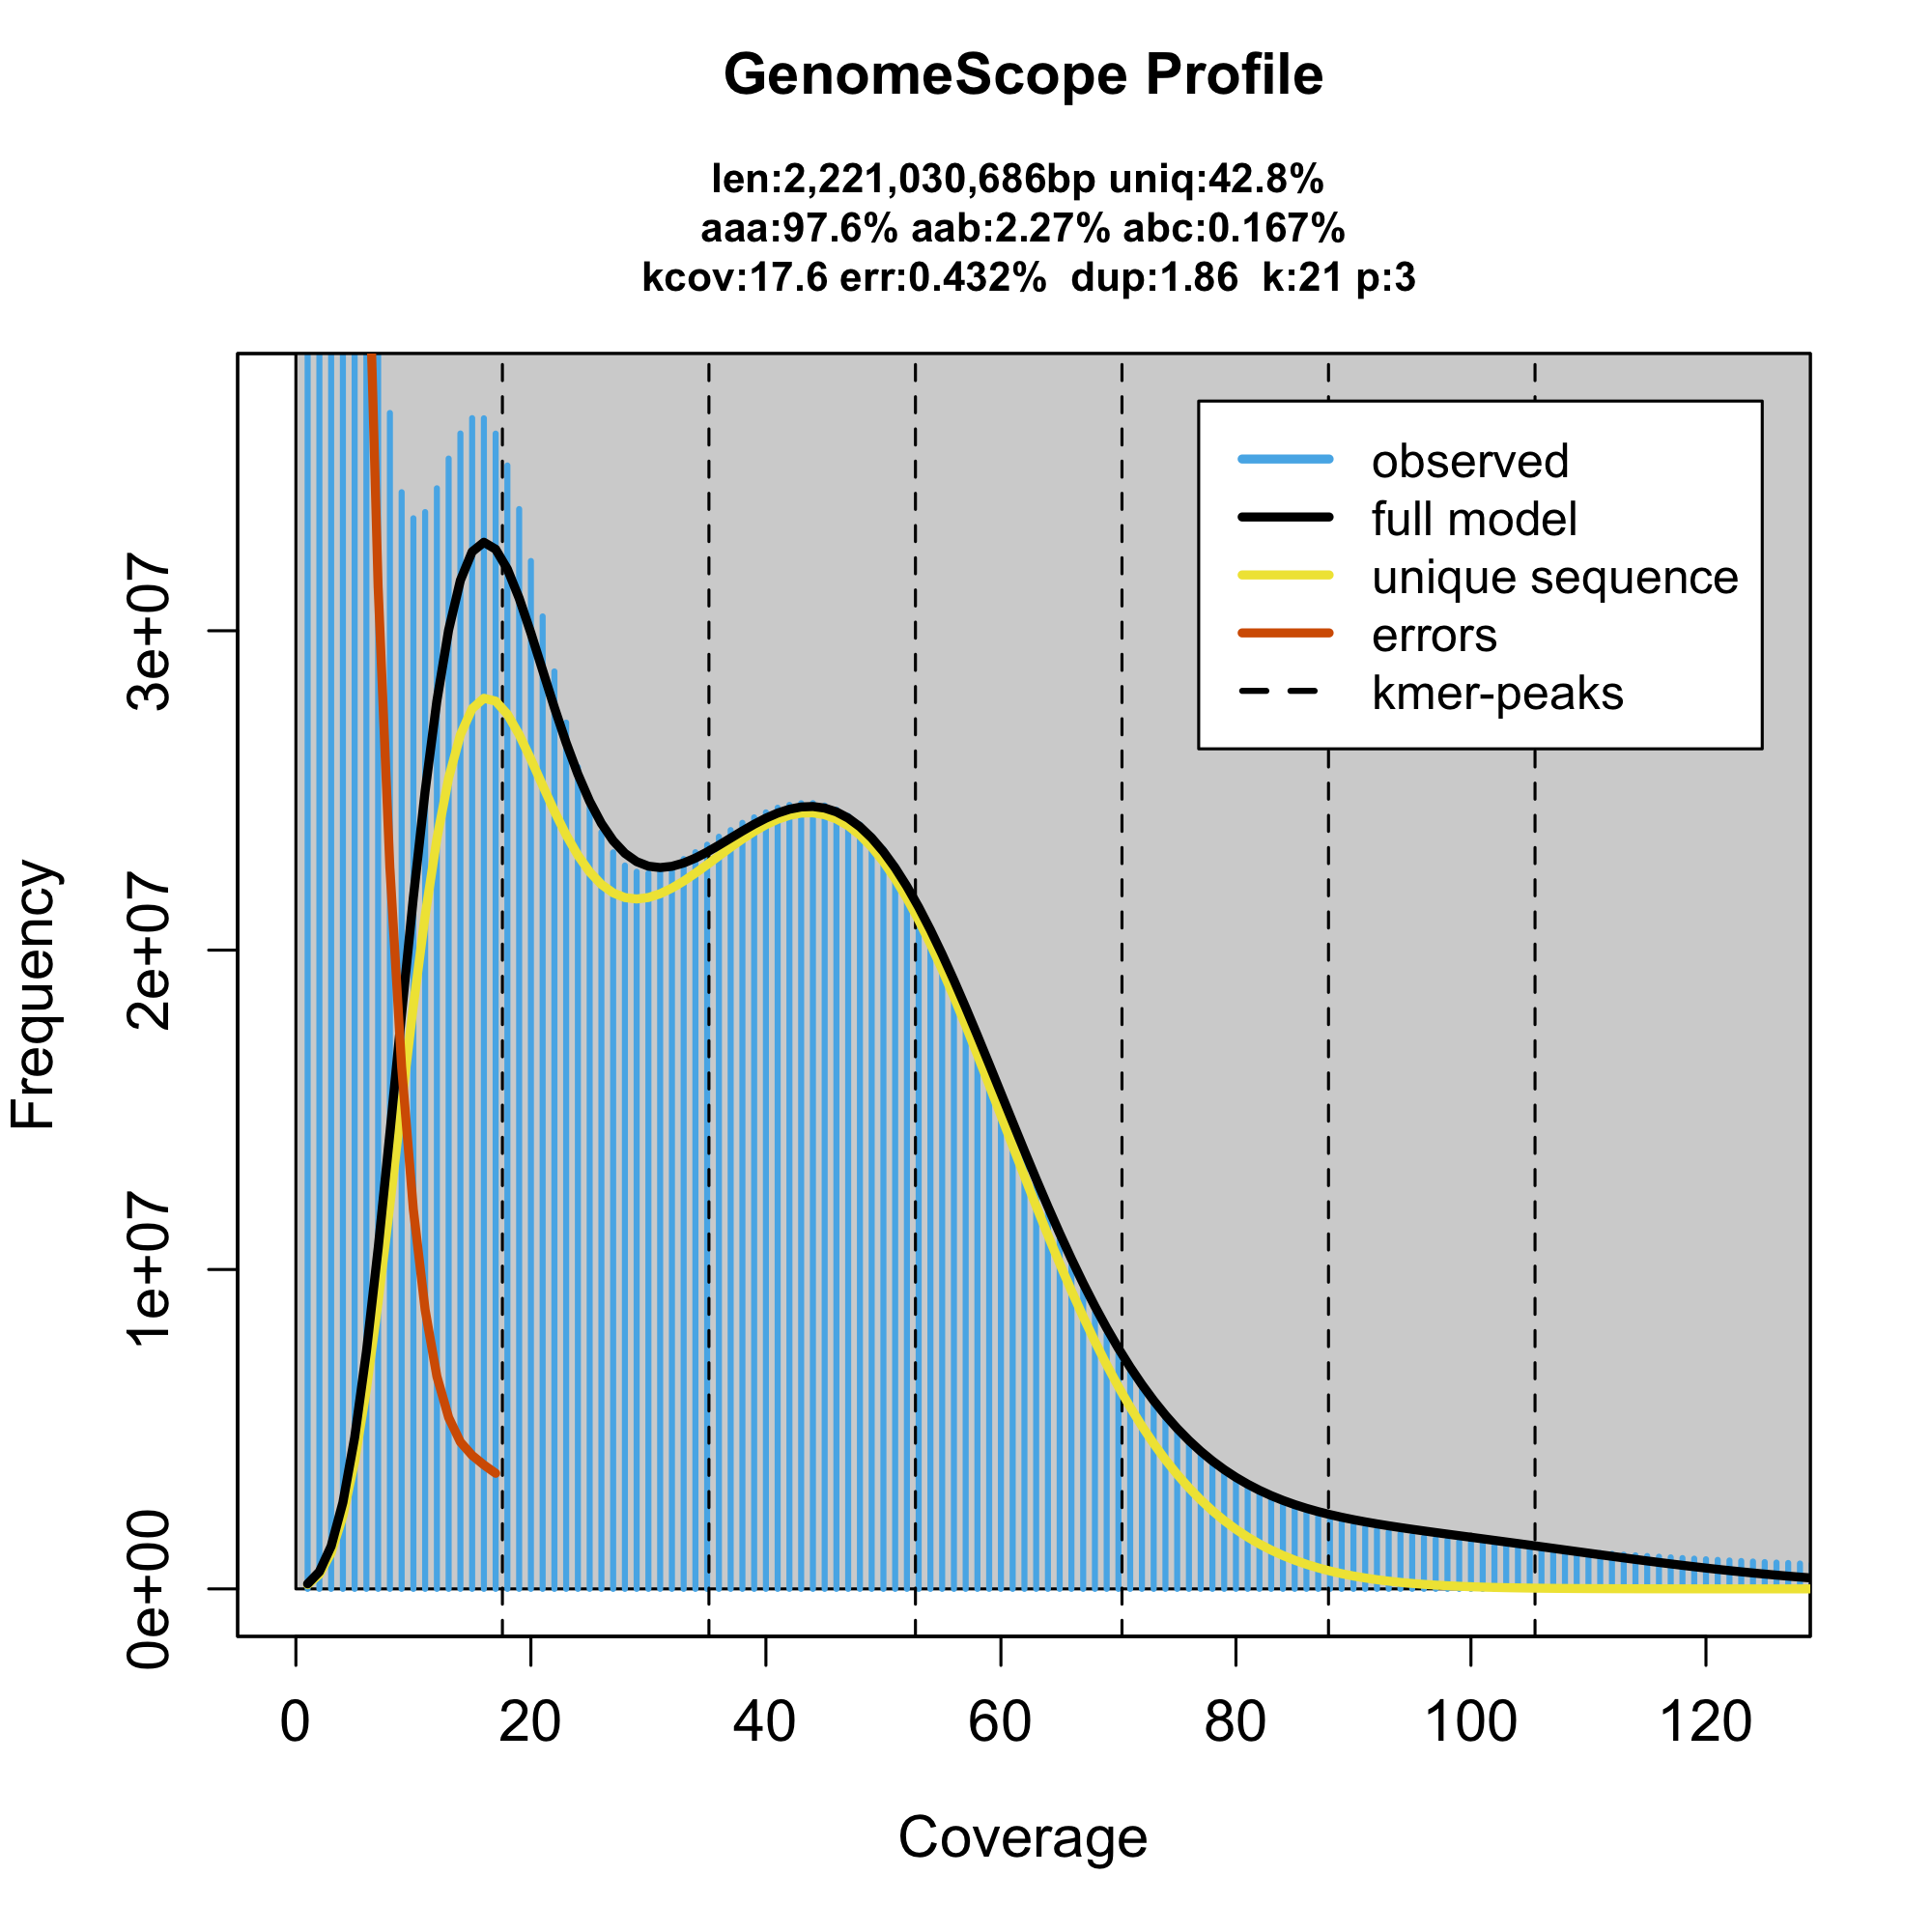 GenomeScope Profile
len:2,221,030,686bp uniq:42.8%
aaa:97.6% aab:2.27% abc:0.167%
kcov:17.6 err:0.432%  dup:1.86  k:21 p:3
observed
full model
unique sequence
errors
kmer-peaks
Frequency
3e+07
2e+07
1e+07
0e+00
0 20 40 60 80 100 120
Coverage